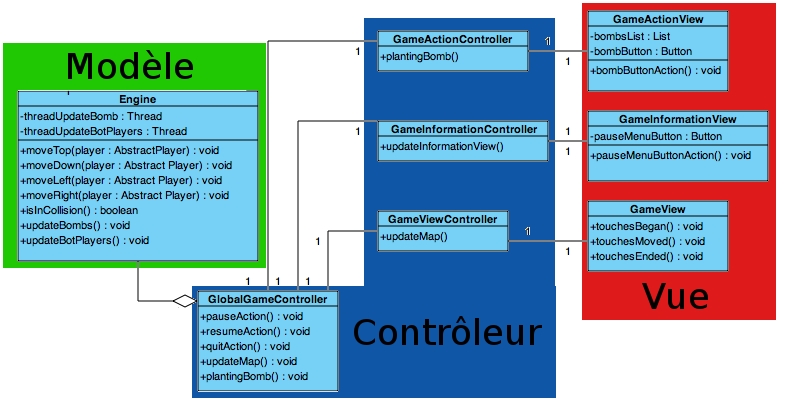 Modèle
Engine
-threadUpdateBomb : Thread
-threadUpdateBotPlayers : Thread
+moveTop(player : AbstractPlayer) : void
+moveDown(player : Abstract Player) : void
+moveLeft(player : Abstract Player) : void
+moveRight(player : Abstract Player) : void
+isInCollision() : boolean
+updateBombs() : void
+updateBotPlayers() : void
GameActionController
+plantingBomb()
GameInformationController
+updateInformationView()
GameViewController
+updateMap()
GlobalGameController
+pauseAction() : void
+resumeAction() : void
+quitAction() : void
+updateMap() : void
+plantingBomb() : void
Contrôleur
GameActionView
-bombsList : List
-bombButton : Button
+bombButtonAction() : void
GameInformationView
-pauseMenuButton : Button
+pauseMenuButtonAction() : void
GameView
+touchesBegan() : void
+touchesMoved() : void
+touchesEnded() : void
Vue
1
1
1
1
1
1
1
1
1
1
1
1